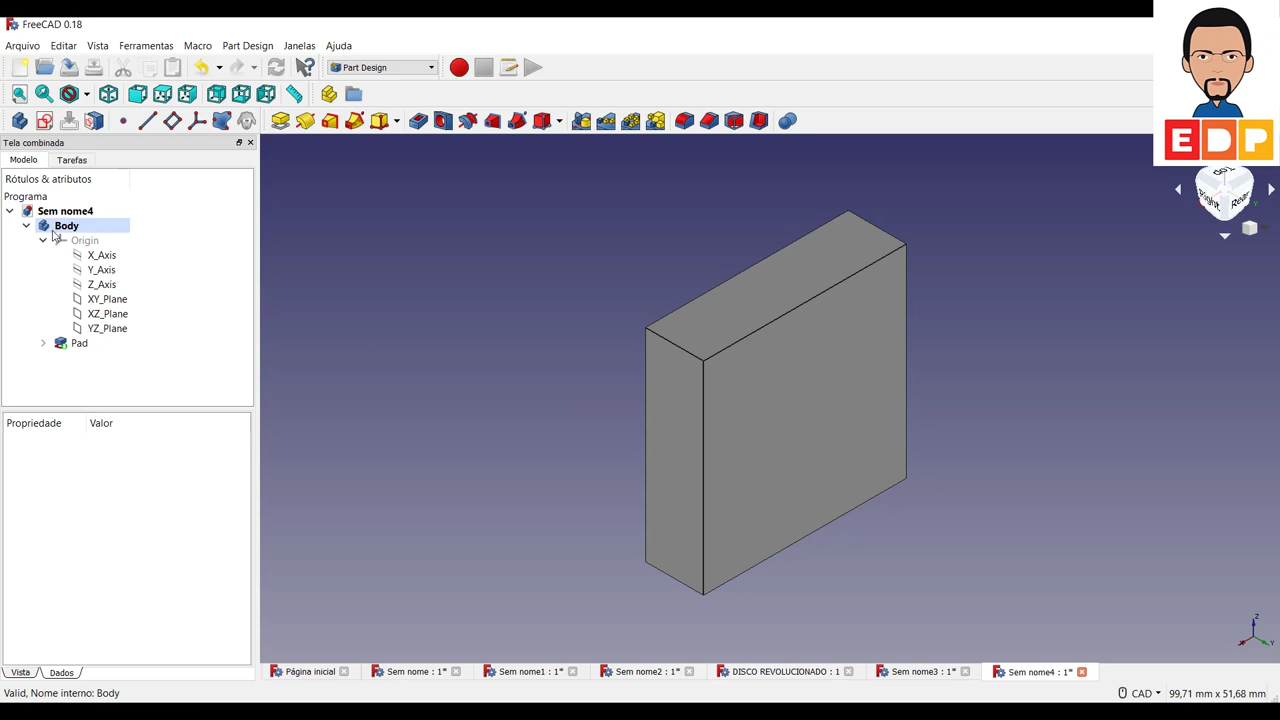 FreeCAD 0.18
Arquivo Editar Vista Ferramentas Macro Part Design Janelas Ajuda
Part Design
EDP
Tela combinada
Modelo Tarefas
Rótulos & atributos
Programa
Sem nome4
Body
Origin
X_Axis
Y_Axis
Z_Axis
XY_Plane
XZ_Plane
YZ_Plane
Pad
Right Rear
Propriedade Valor
Z
Y
X
Vista Dados
Página inicial Sem nome : 1* Sem nome1 : 1* Sem nome2 : 1* DISCO REVOLUCIONADO : 1 Sem nome3 : 1* Sem nome4 : 1*
Valid, Nome interno: Body
CAD 99,71 mm x 51,68 mm